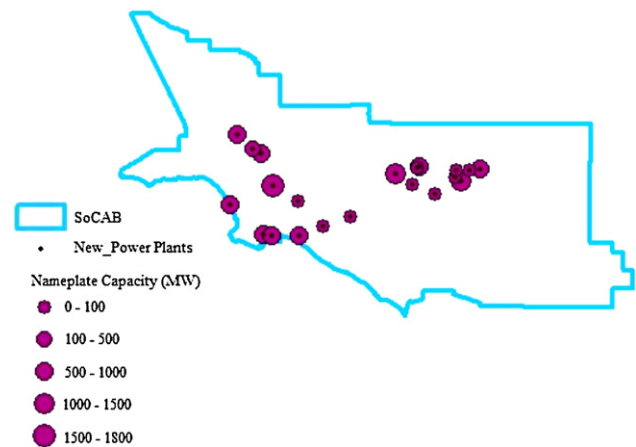 SoCAB
New_Power Plants
Nameplate Capacity (MW)
0 - 100
100 - 500
500 - 1000
1000 - 1500
1500 - 1800